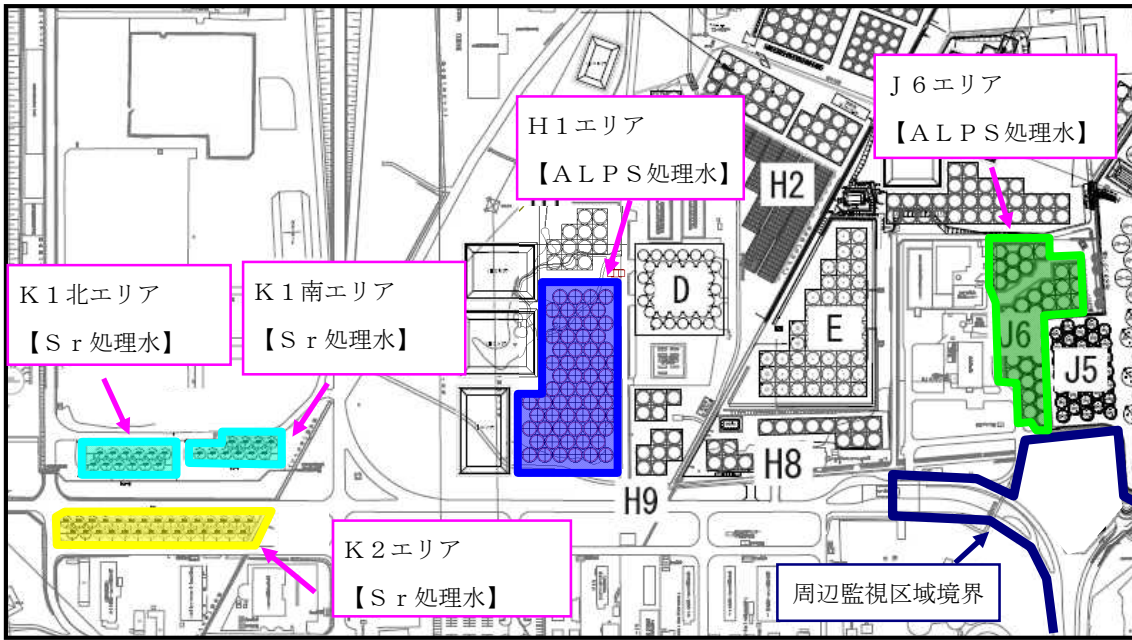 J6エリア
【ALPS処理水】
H1エリア
【ALPS処理水】
H2
K1北エリア
【Sr処理水】
K1南エリア
【Sr処理水】
D
E
J6
J5
H8
H9
K2エリア
【Sr処理水】
周辺監視区域境界